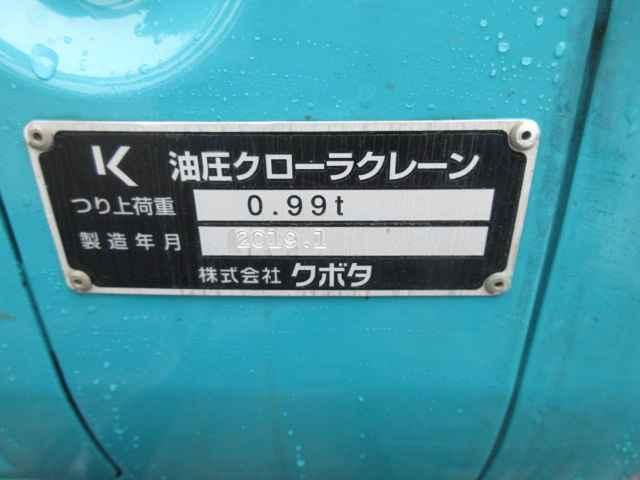 K 油圧クローラクレーン
つり上荷重 0.99t
製造年月 2019.1
株式会社 クボタ